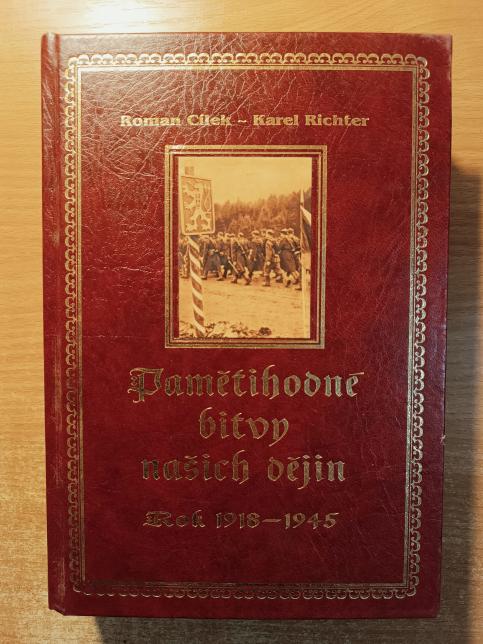 Roman Cílek – Karel Richter
Pamětihodné
bitvy
našich dějin
Rok 1918–1945